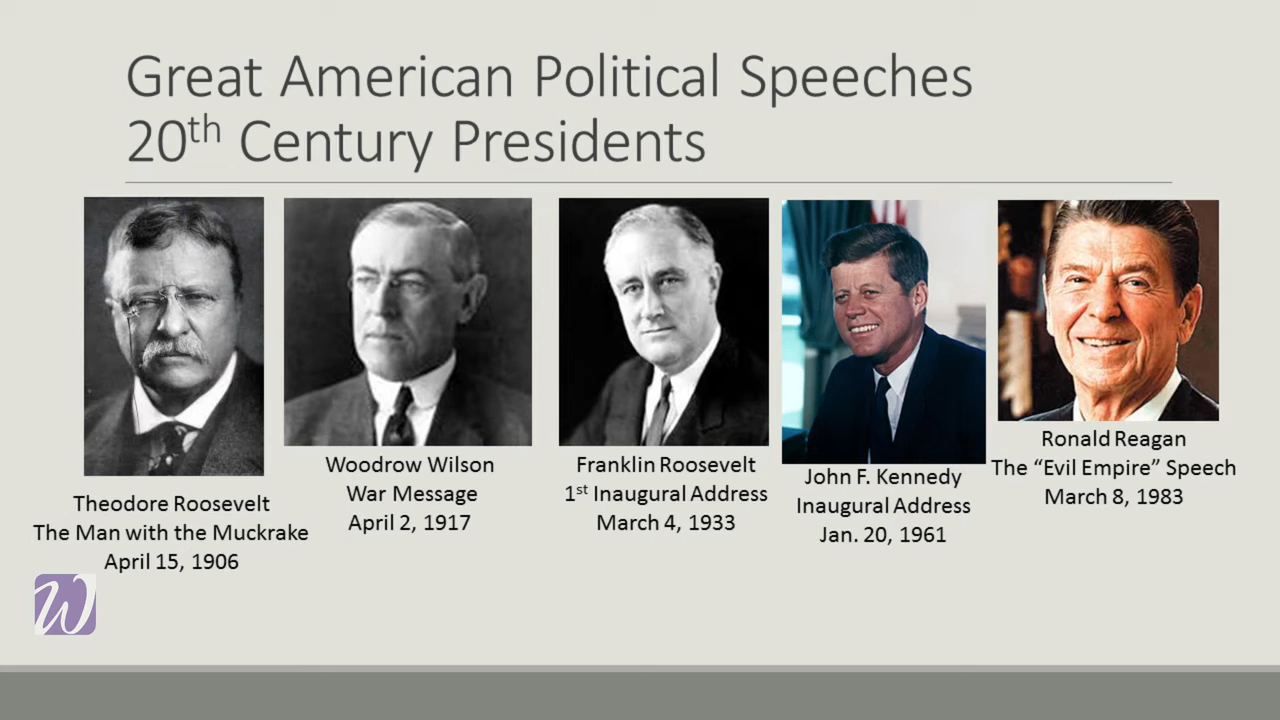 Great American Political Speeches
20th Century Presidents
Theodore Roosevelt
The Man with the Muckrake
April 15, 1906
Woodrow Wilson
War Message
April 2, 1917
Franklin Roosevelt
1st Inaugural Address
March 4, 1933
John F. Kennedy
Inaugural Address
Jan. 20, 1961
Ronald Reagan
The “Evil Empire” Speech
March 8, 1983
W